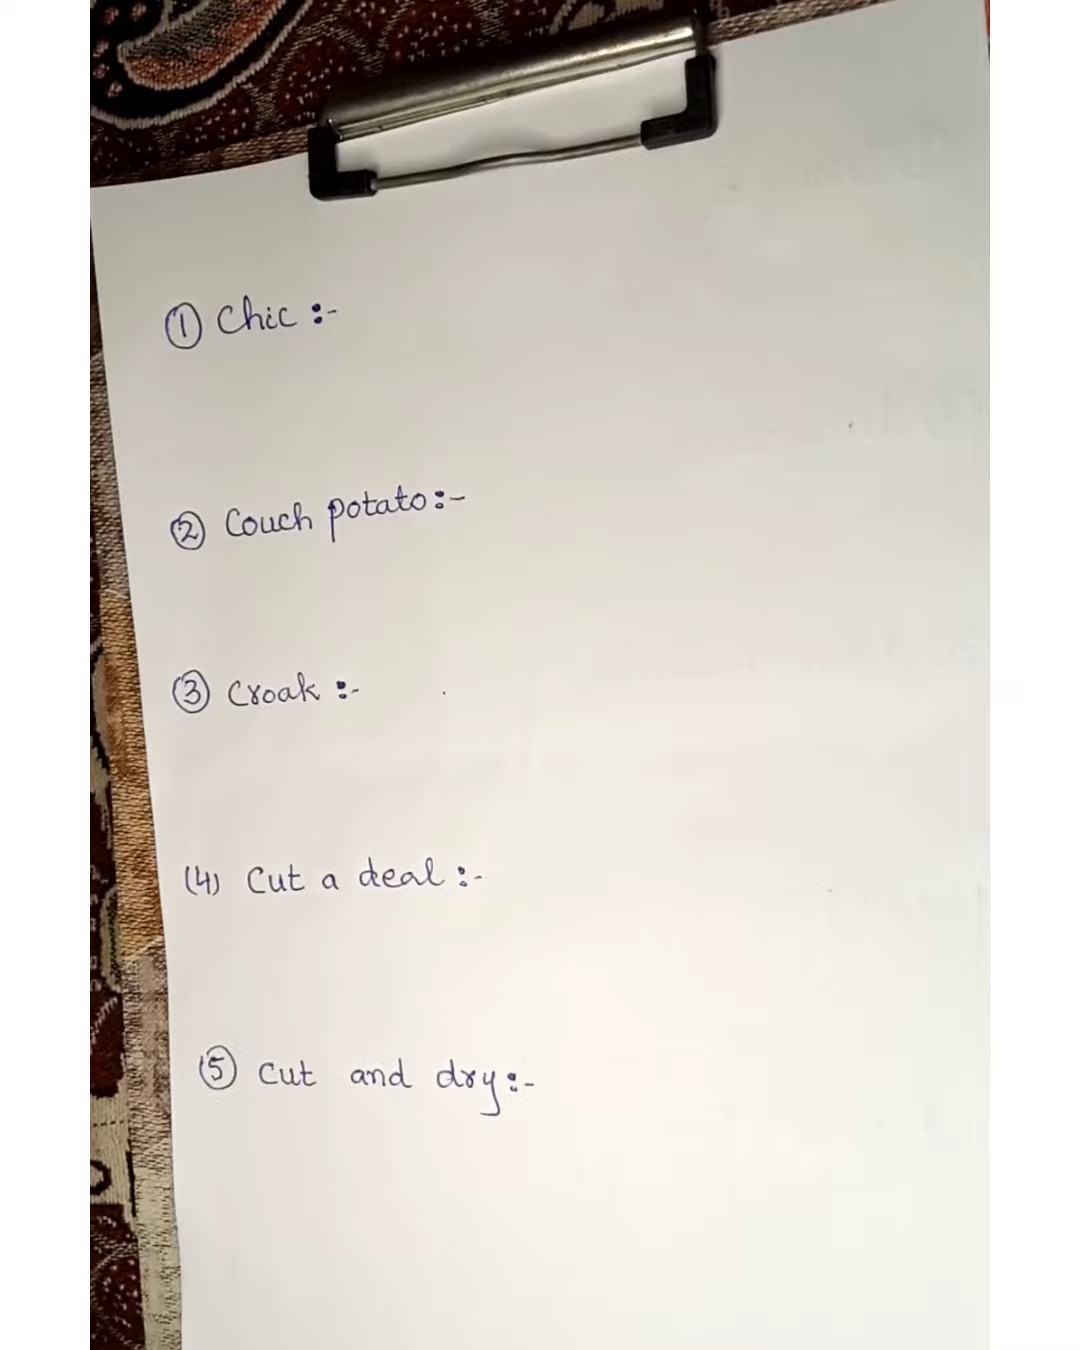 ① Chic :-
② Couch potato:-
③ Croak :-
(4) Cut a deal :-
⑤ Cut and dry:-